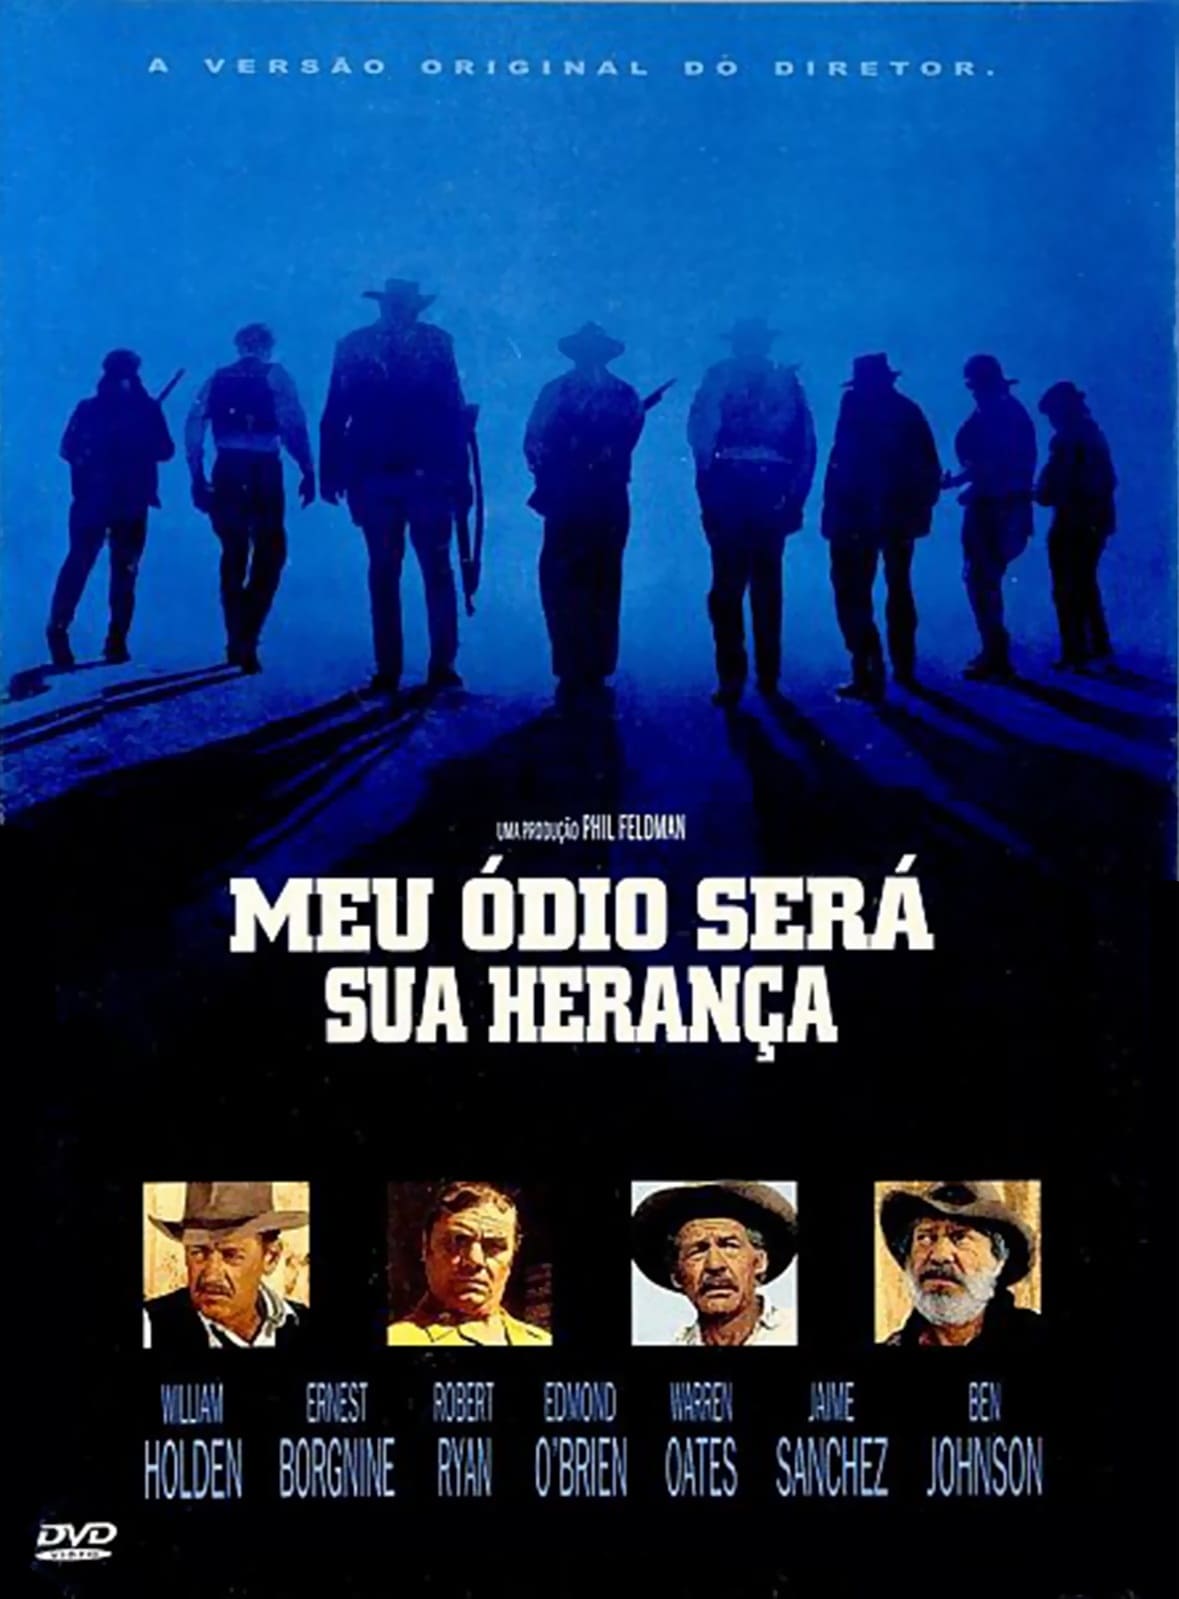 A VERSÃO ORIGINAL DO DIRETOR.
UMA PRODUÇÃO PHIL FELDMAN
MEU ÓDIO SERÁ
SUA HERANÇA
WILLIAM HOLDEN
ERNEST BORGNINE
ROBERT RYAN
EDMOND O'BRIEN
WARREN OATES
JAIME SANCHEZ
BEN JOHNSON
DVD
VIDEO